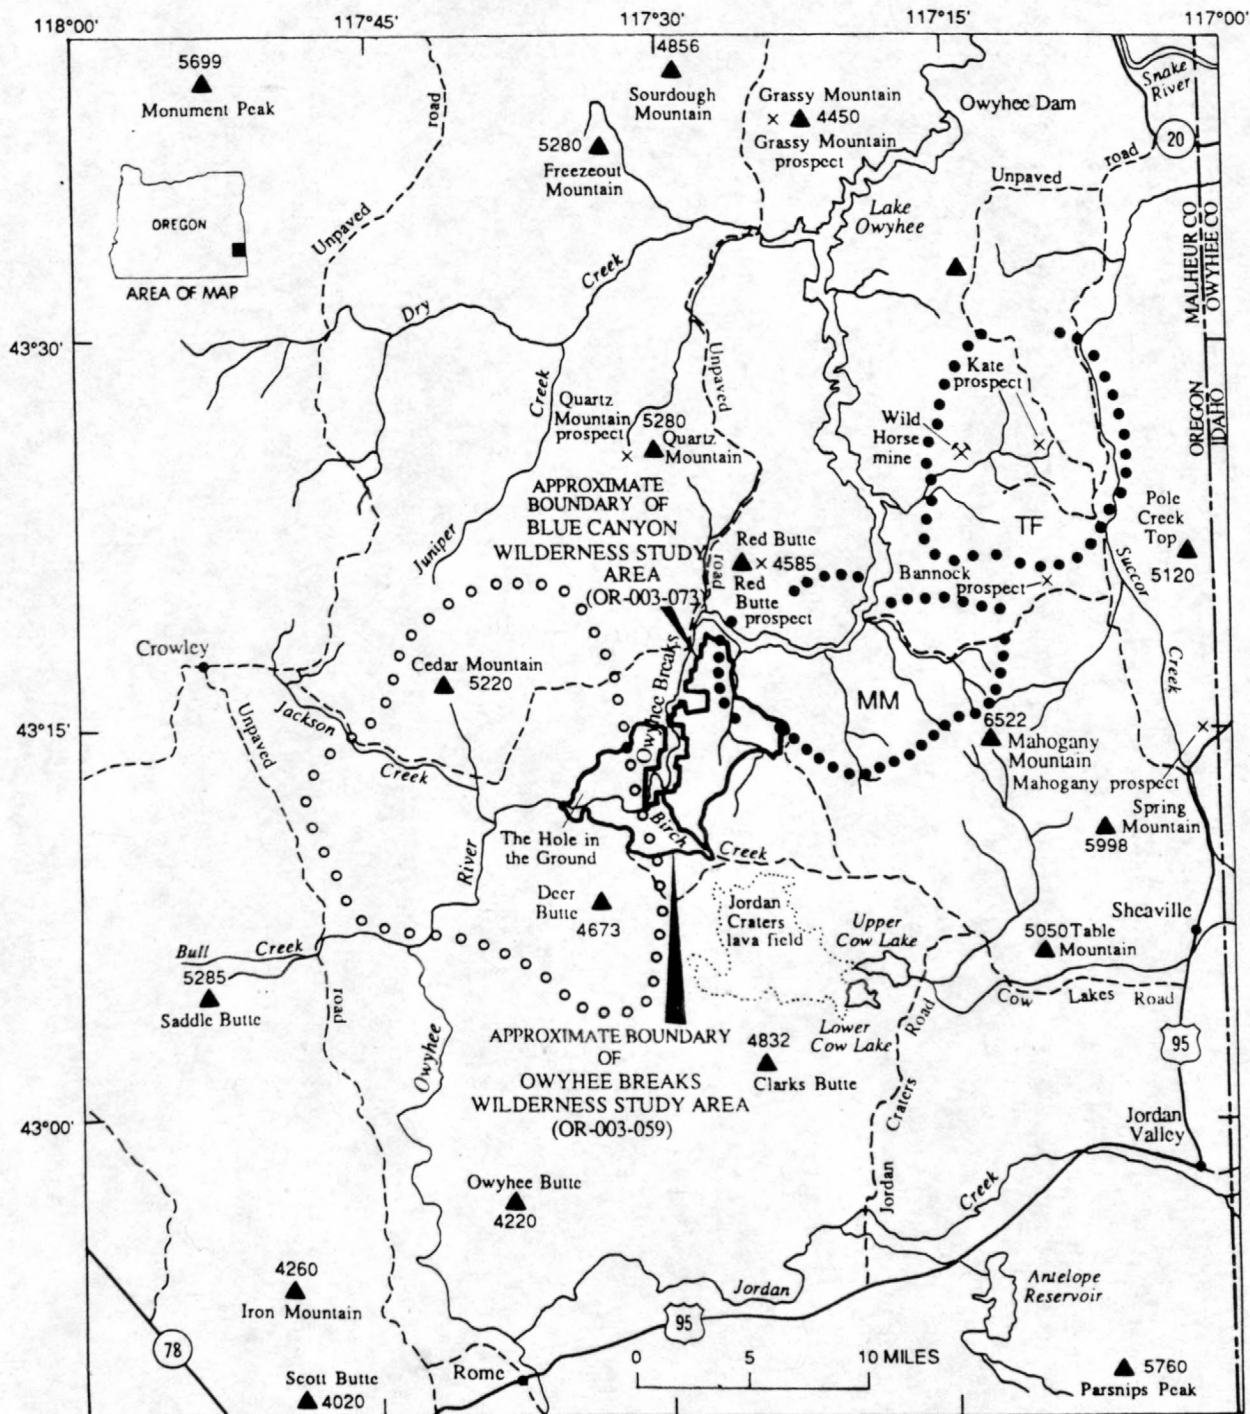 118°00'
117°45'
117°30'
117°15'
117°00'
5699
Monument Peak
road
Unpaved
4856
Sourdough
Mountain
Grassy Mountain
4450
Grassy Mountain
prospect
Owyhee Dam
Snake
River
20
5280
Freezeout
Mountain
OREGON
AREA OF MAP
Lake
Owyhee
Unpaved
road
MALHEUR CO
OWYHEE CO
Dry
Creek
43°30'
Unpaved
road
Juniper
Creek
Quartz
Mountain
prospect
5280
Quartz
Mountain
Kate
prospect
Wild
Horse
mine
OREGON
IDAHO
APPROXIMATE
BOUNDARY OF
BLUE CANYON
WILDERNESS STUDY
AREA
(OR-003-073)
Red Butte
4585
Red
Butte
prospect
TF
Bannock
prospect
Pole
Creek
Top
5120
Succor
Creek
Crowley
Cedar Mountain
5220
Owyhee Breaks
MM
43°15'
Jackson
Creek
Unpaved
road
6522
Mahogany
Mountain
Mahogany prospect
Spring
Mountain
5998
The Hole in
the Ground
Birch
Creek
River
Deer
Butte
4673
Jordan
Craters
lava field
Upper
Cow Lake
Sheaville
5050 Table
Mountain
Bull
Creek
5285
Saddle Butte
Cow
Lakes
Road
Lower
Cow Lake
Owyhee
APPROXIMATE BOUNDARY
OF
OWYHEE BREAKS
WILDERNESS STUDY AREA
(OR-003-059)
4832
Clarks Butte
Jordan
Craters
Road
95
43°00'
Jordan
Valley
Owyhee Butte
4220
Jordan
Creek
4260
Iron Mountain
Antelope
Reservoir
78
95
0
5
10 MILES
Rome
Scott Butte
4020
5760
Parsnips Peak